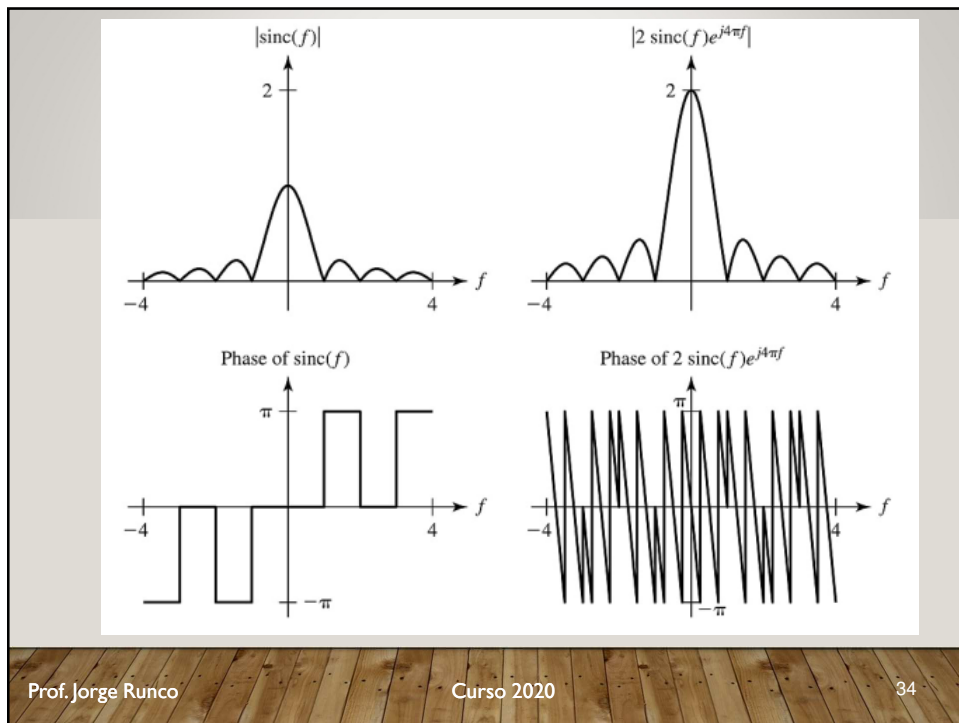 |sinc(f)|
2
−4
4
f
|2 sinc(f)e^{j4πf}|
2
−4
4
f
Phase of sinc(f)
π
−4
4
f
−π
Phase of 2 sinc(f)e^{j4πf}
π
−4
4
f
−π
Prof. Jorge Runco
Curso 2020
34